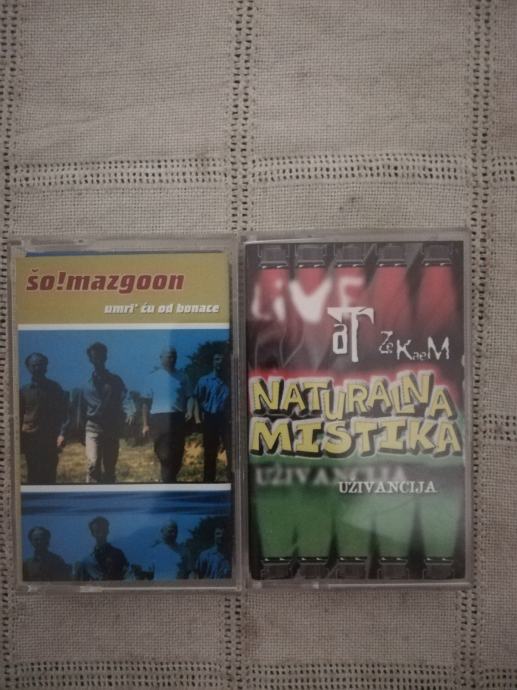 šo!mazgoon
umri' ću od bonace
LiVE
aT ZeKaeM
NATURALNA
MISTIKA
UŽIVANCIJA
UŽIVANCIJA